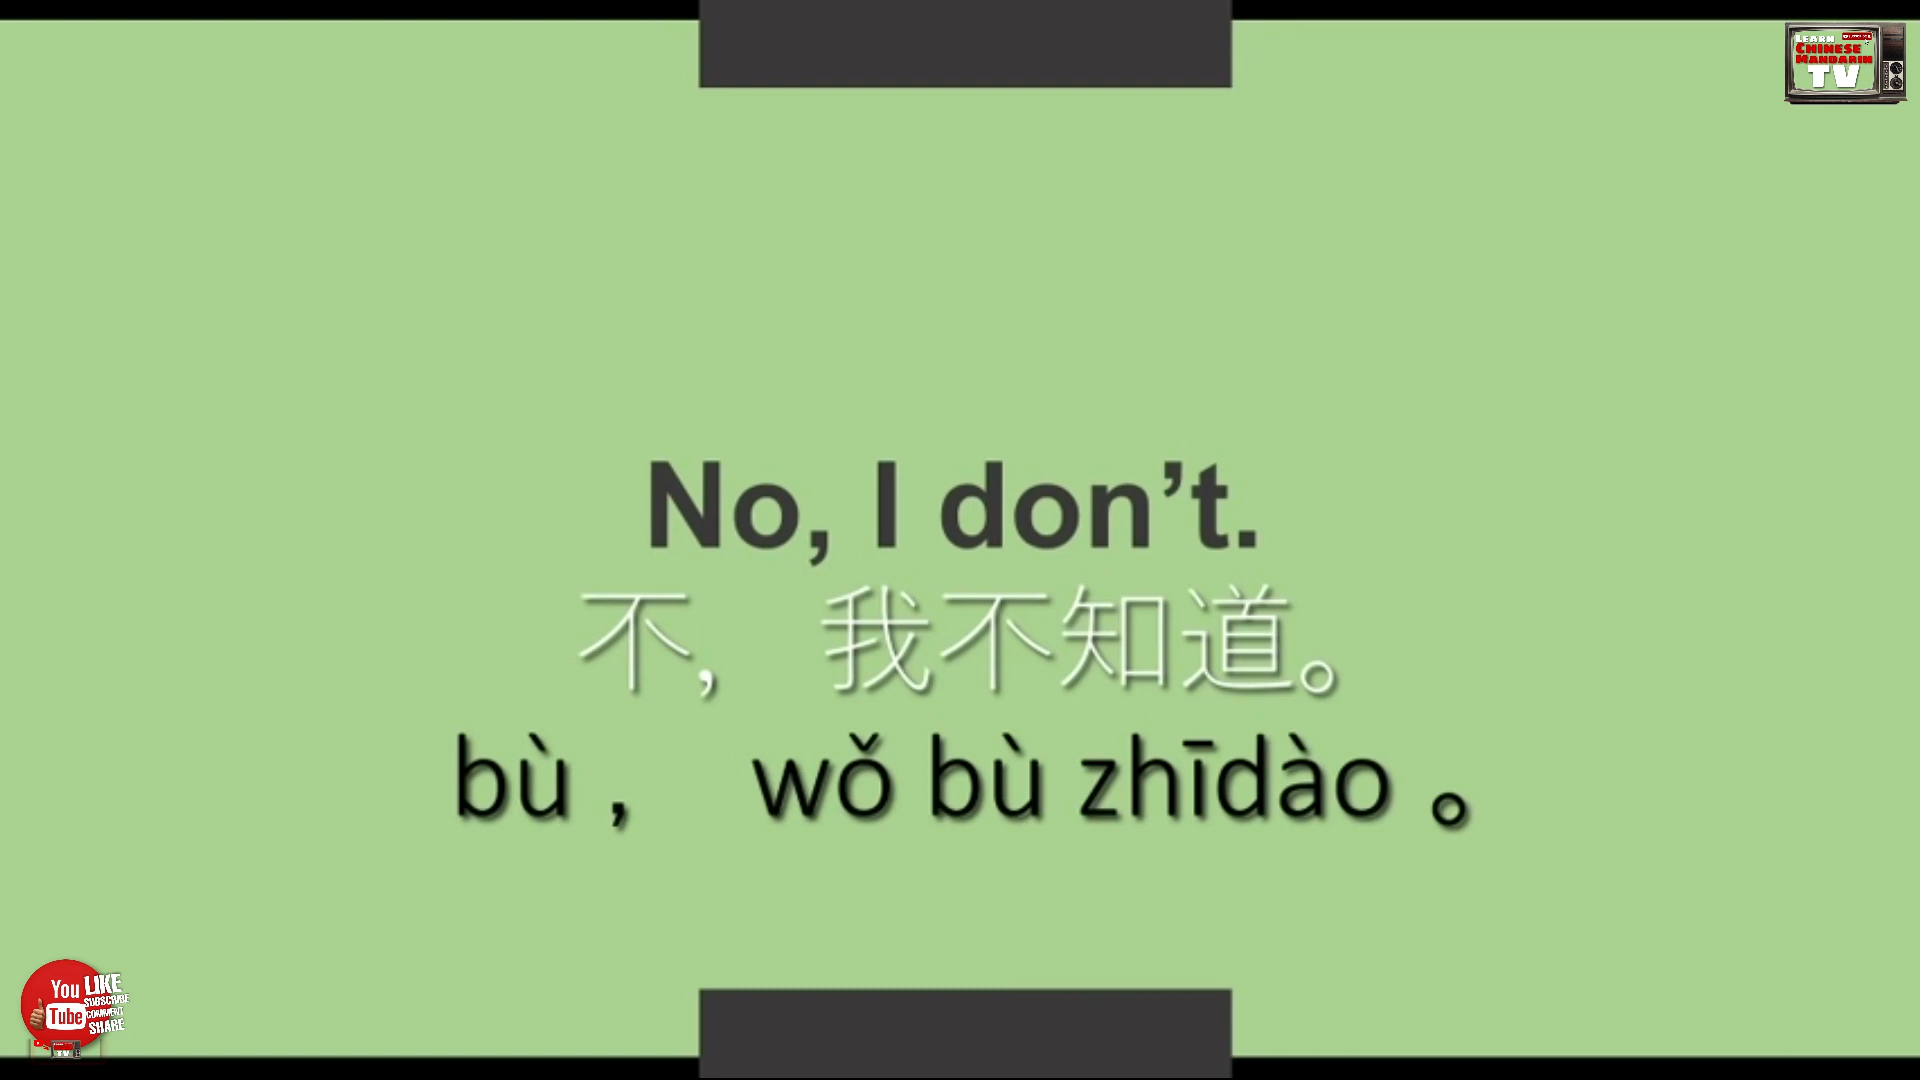 LEARN
CHINESE
MANDARIN
TV
No, I don’t.
不，我不知道。
bù ， wǒ bù zhīdào 。
You LIKE
SUBSCRIBE
Tube COMMENT
SHARE
TV